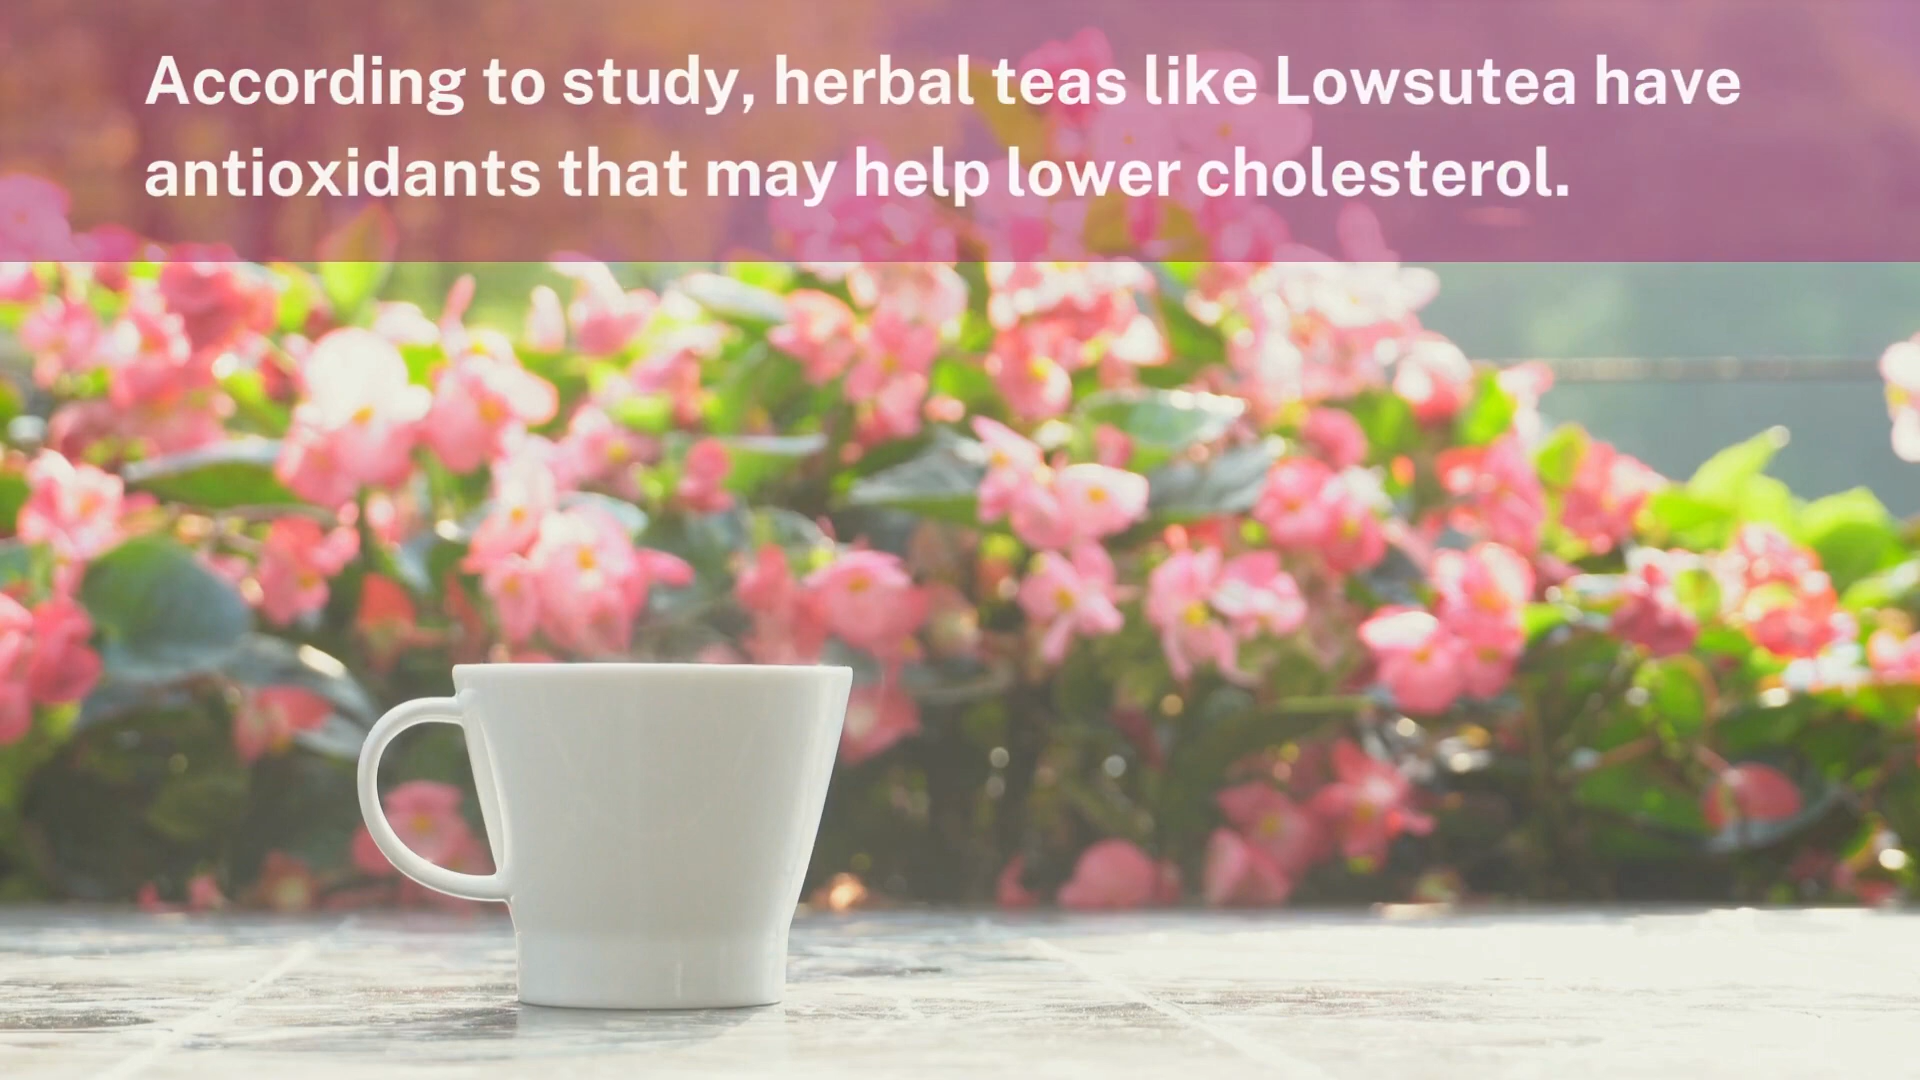 According to study, herbal teas like Lowsutea have
antioxidants that may help lower cholesterol.